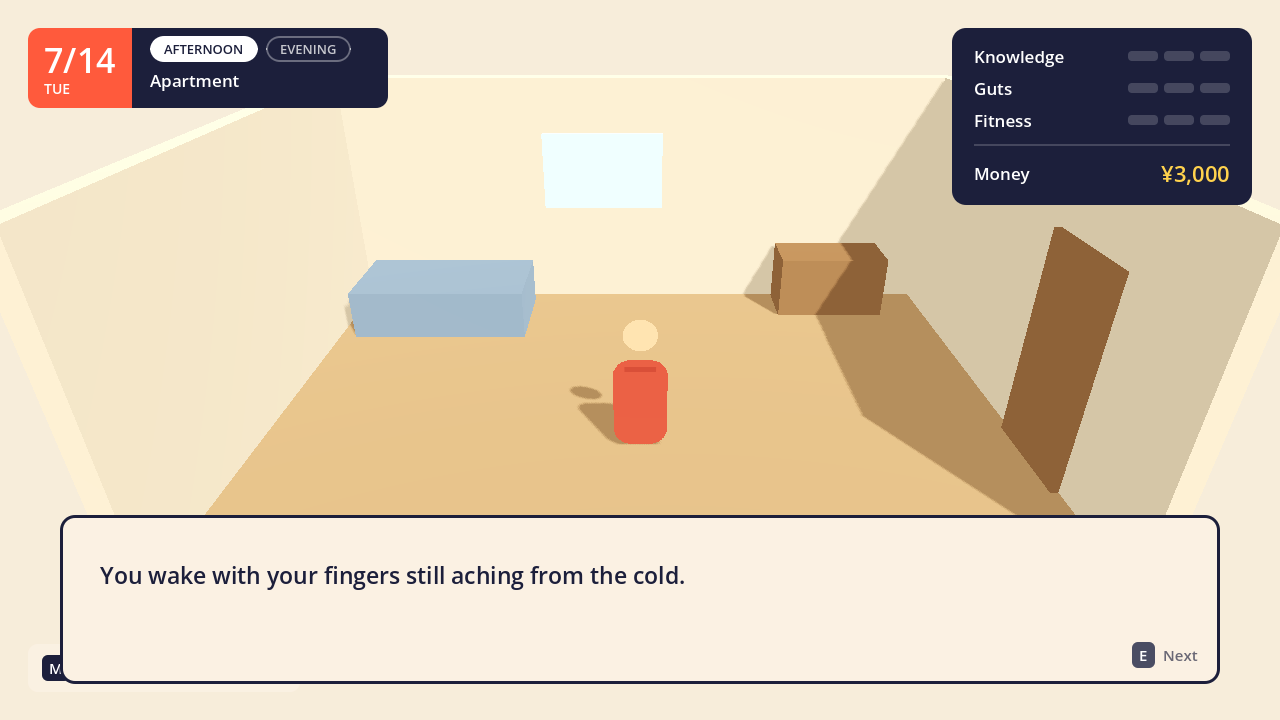 7/14
TUE
AFTERNOON
EVENING
Apartment
Knowledge
Guts
Fitness
Money
¥3,000
You wake with your fingers still aching from the cold.
M
E
Next